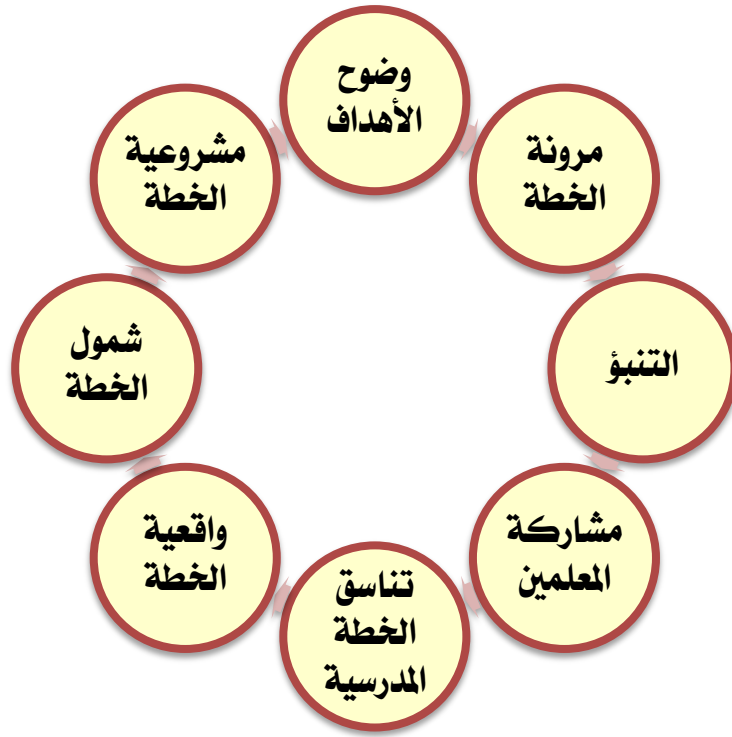 وضوح
الأهداف
مرونة
الخطة
التنبؤ
مشاركة
المعلمين
تناسق
الخطة
المدرسية
واقعية
الخطة
شمول
الخطة
مشروعية
الخطة